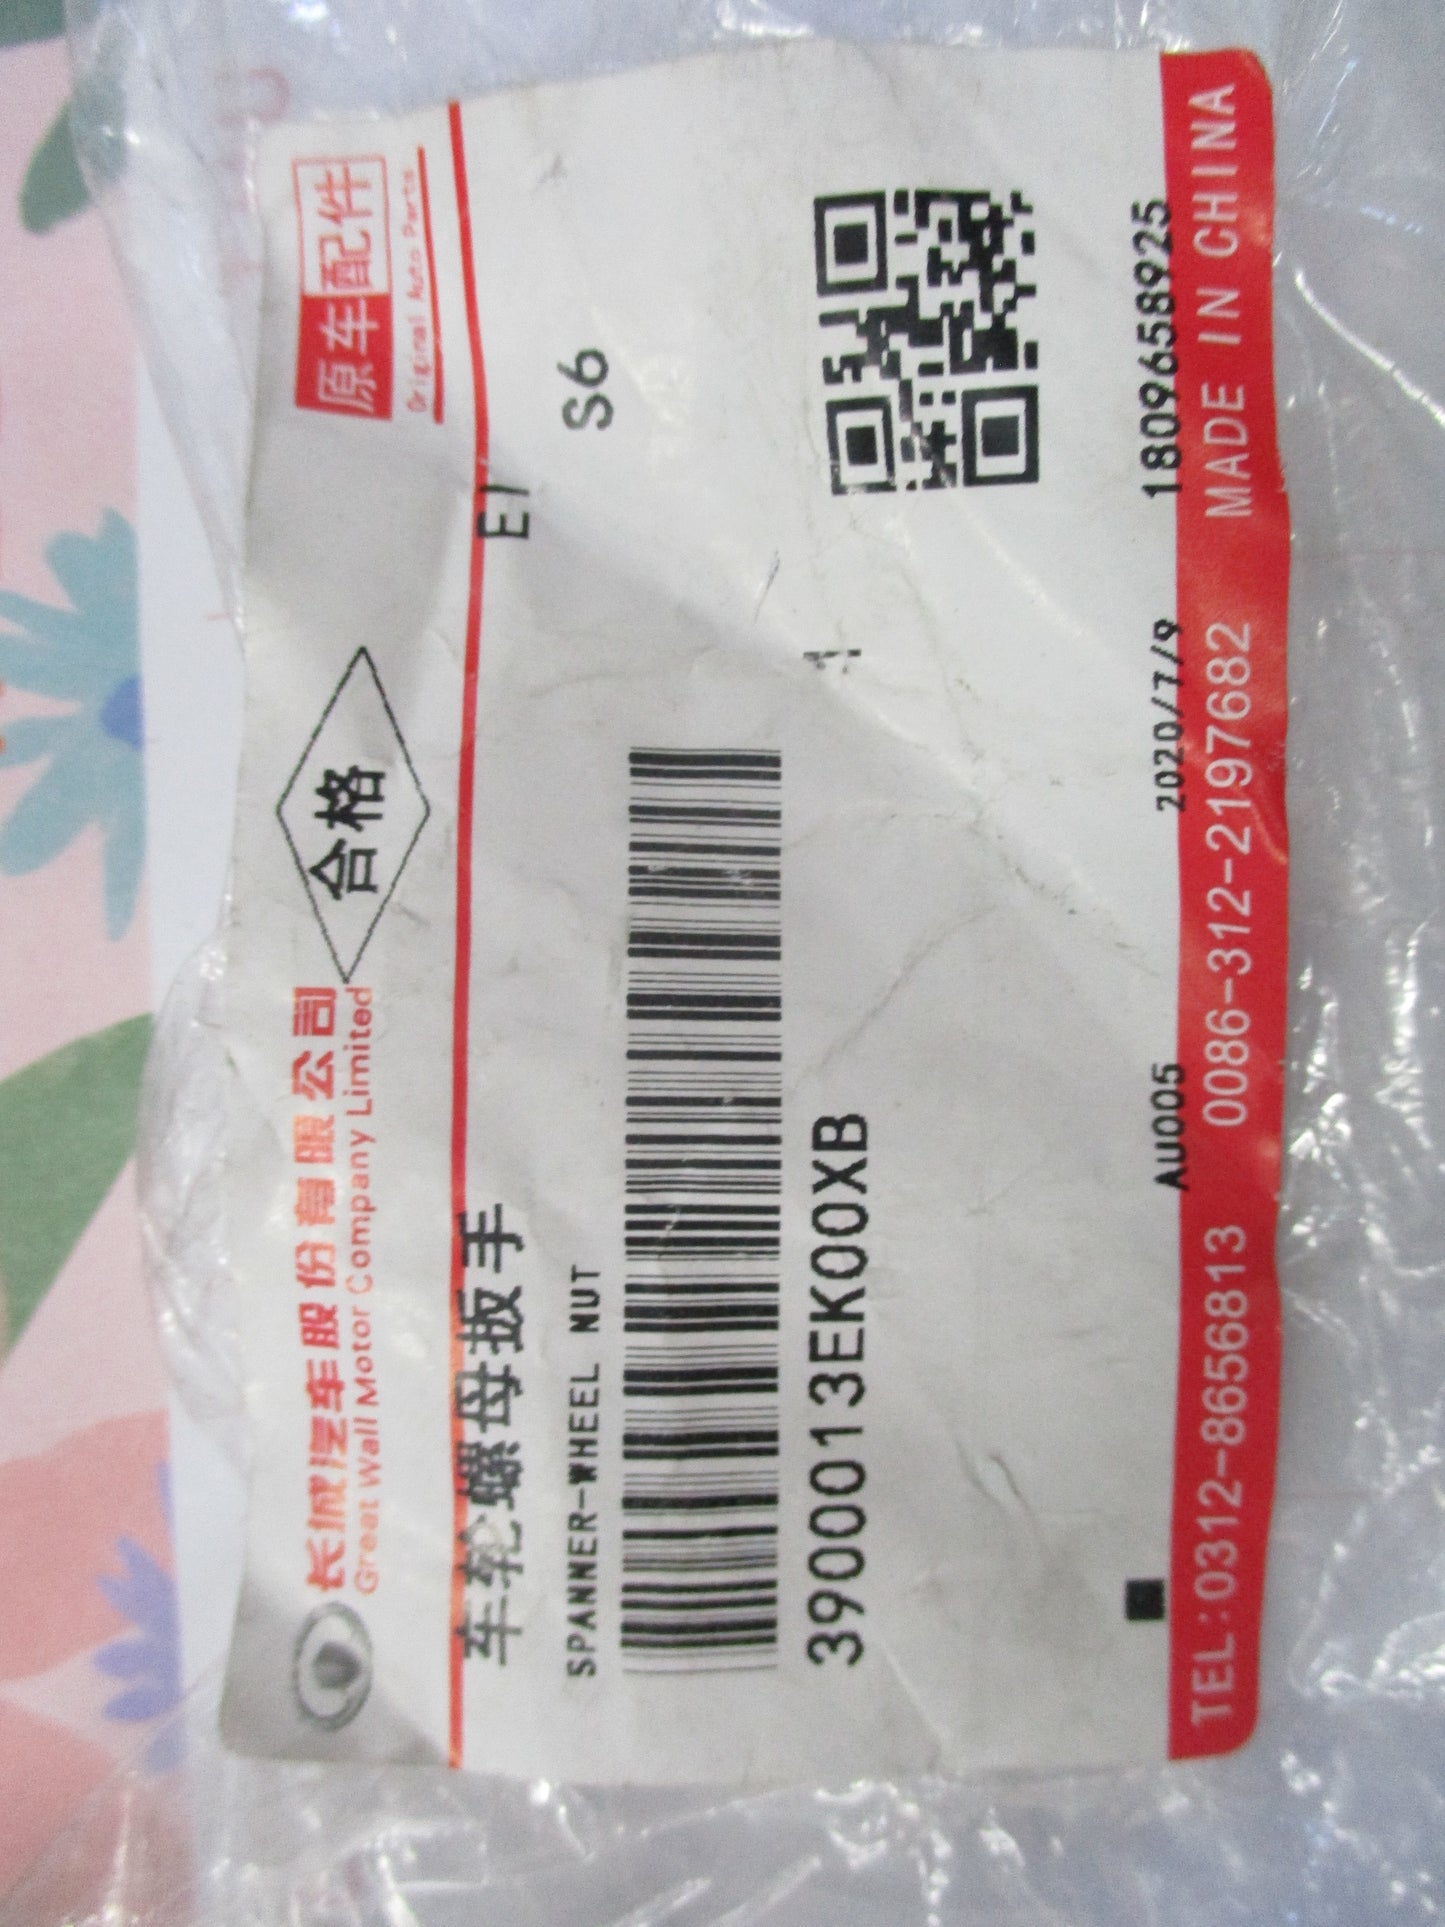 长城汽车股份有限公司
Great Wall Motor Company Limited
合格
原车配件
Original Auto Parts
车轮螺母扳手
EI
SPANNER-WHEEL NUT
S6
3900013EK00XB
1
AU005
2020/7/9
1809658925
TEL:0312-8656813 0086-312-2197682 MADE IN CHINA